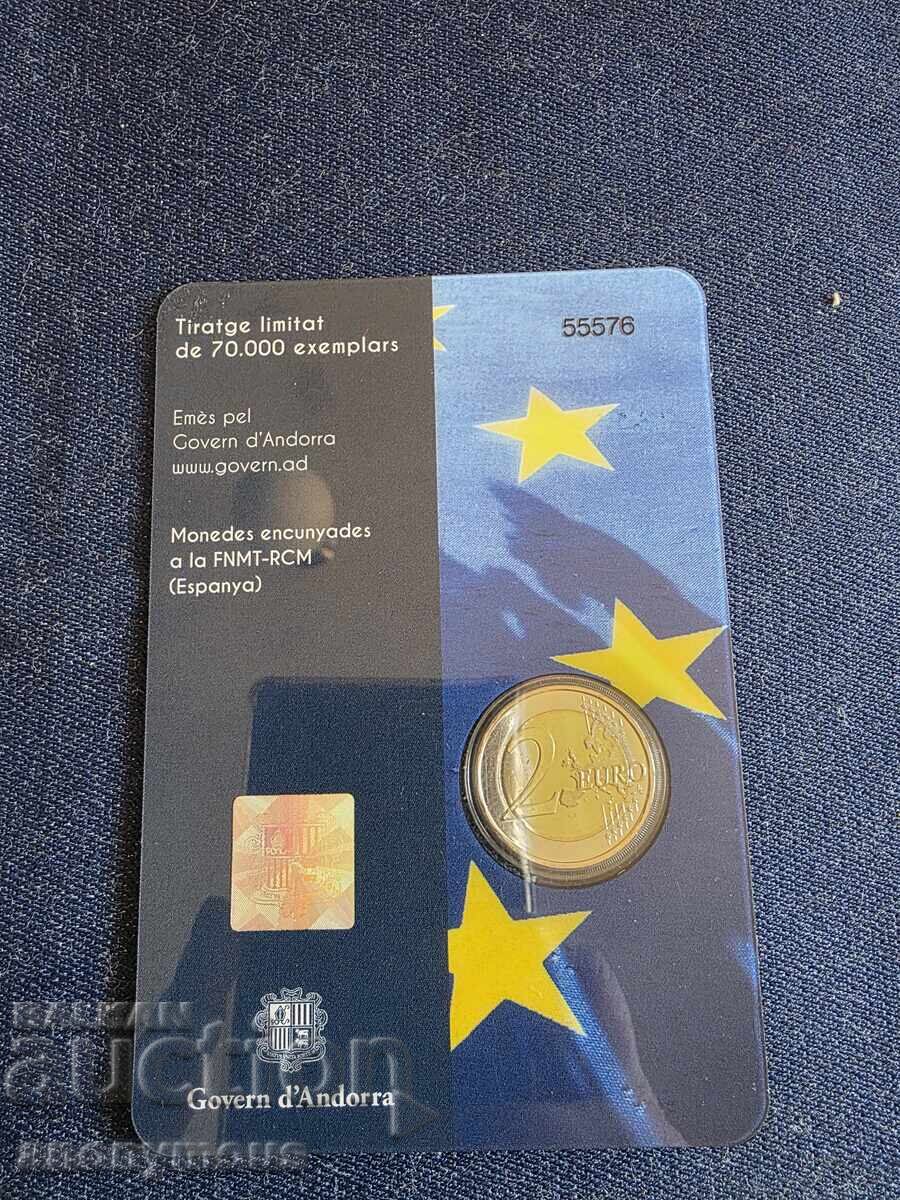 Tiratge limitat
de 70.000 exemplars
55576
Emès pel
Govern d'Andorra
www.govern.ad
Monedes encunyades
a la FNMT-RCM
(Espanya)
2 EURO
Govern d'Andorra
BALKAN
auction
anonymous